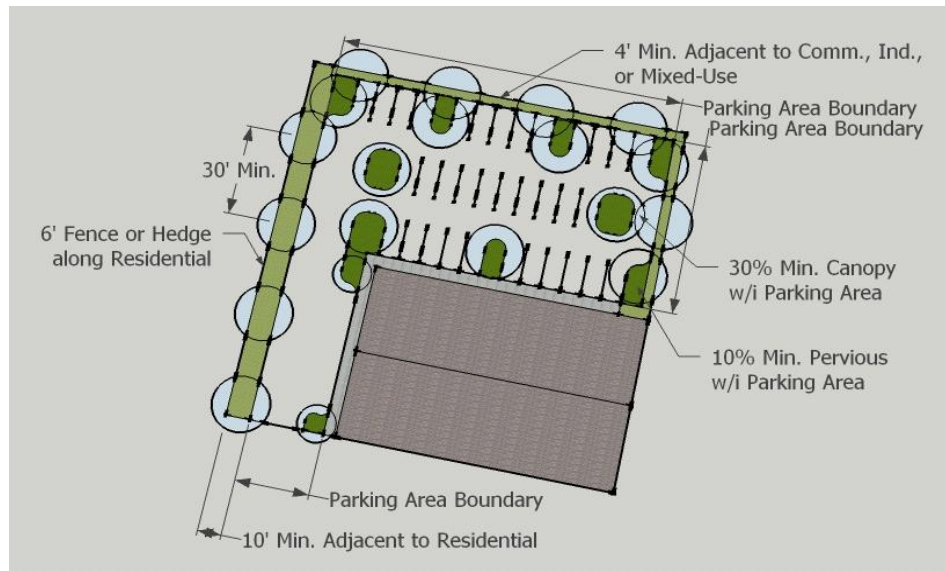 4' Min. Adjacent to Comm., Ind.,
or Mixed-Use
Parking Area Boundary
Parking Area Boundary
30' Min.
6' Fence or Hedge
along Residential
30% Min. Canopy
w/i Parking Area
10% Min. Pervious
w/i Parking Area
Parking Area Boundary
10' Min. Adjacent to Residential